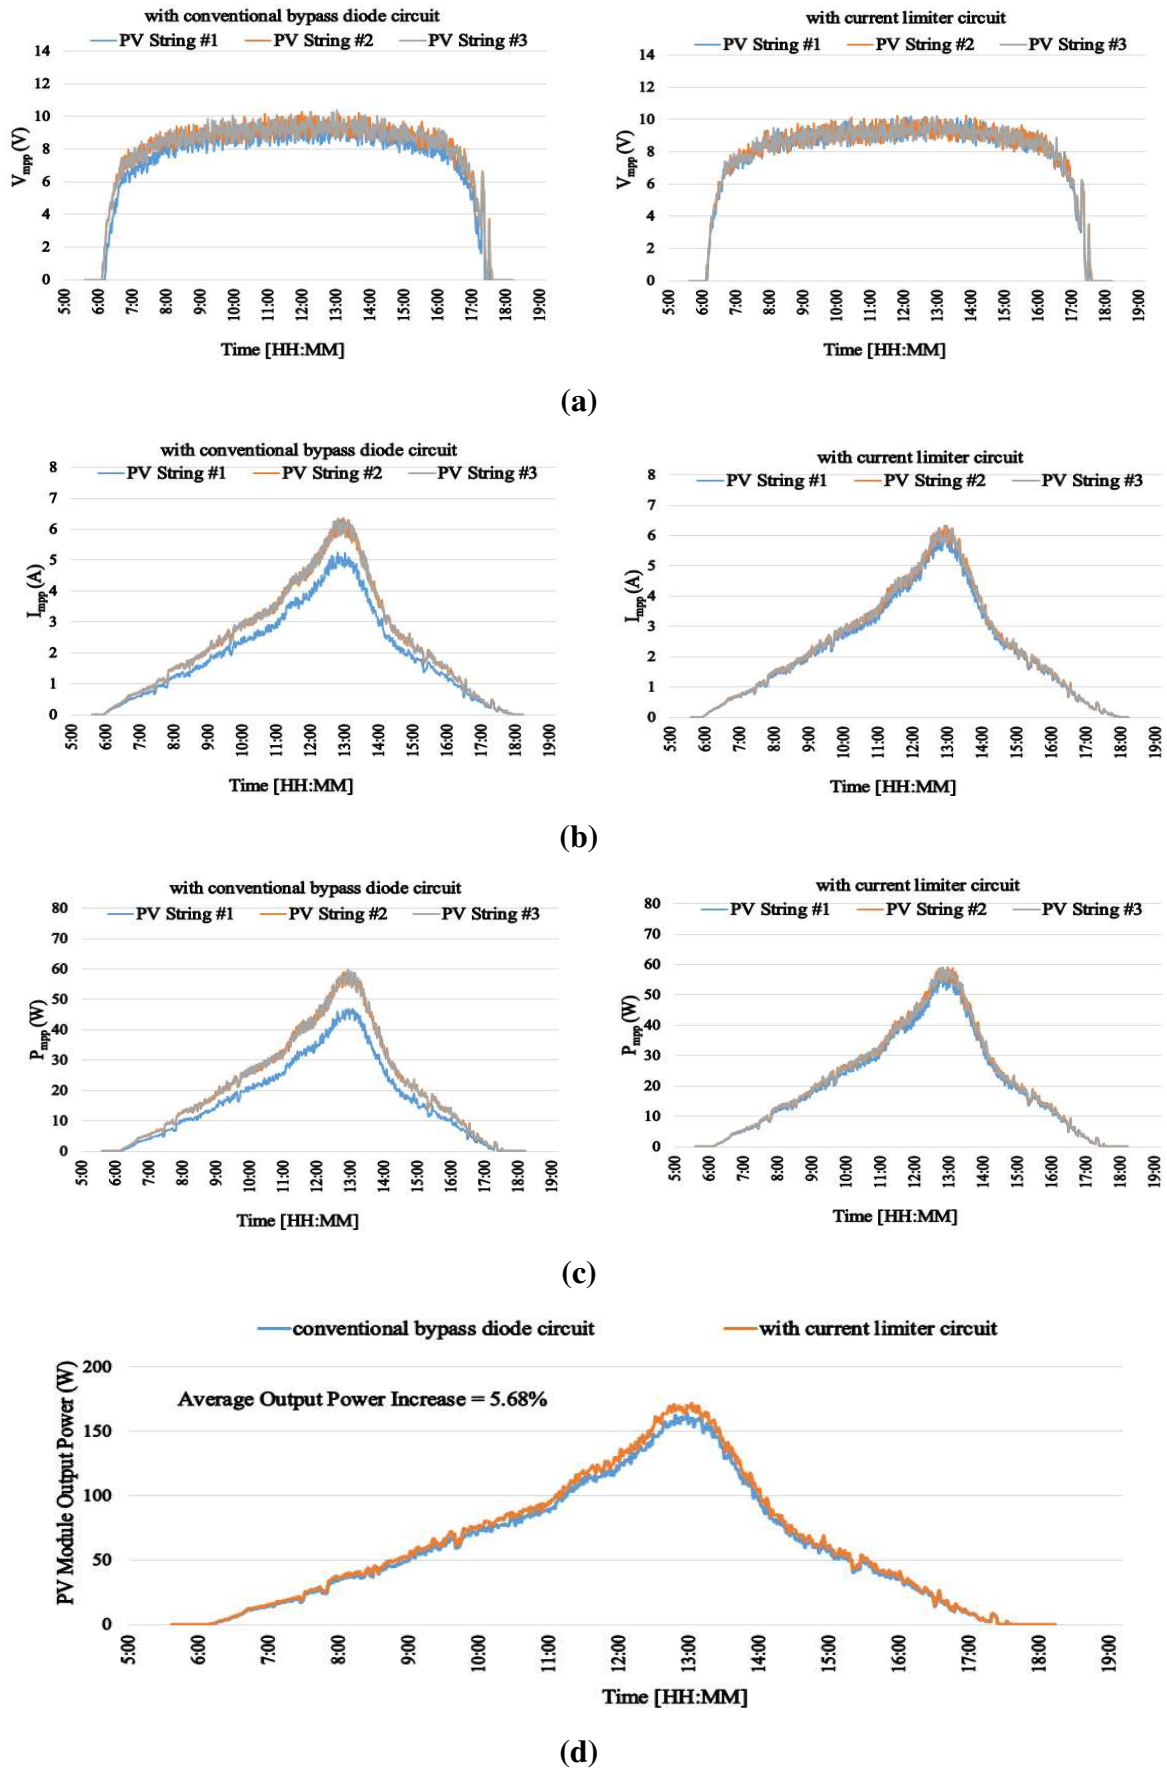 with conventional bypass diode circuit
PV String #1 PV String #2 PV String #3
14
12
10
8
6
4
2
0
V_mpp (V)
5:00 6:00 7:00 8:00 9:00 10:00 11:00 12:00 13:00 14:00 15:00 16:00 17:00 18:00 19:00
Time [HH:MM]
with current limiter circuit
PV String #1 PV String #2 PV String #3
14
12
10
8
6
4
2
0
V_mpp (V)
5:00 6:00 7:00 8:00 9:00 10:00 11:00 12:00 13:00 14:00 15:00 16:00 17:00 18:00 19:00
Time [HH:MM]
(a)
with conventional bypass diode circuit
PV String #1 PV String #2 PV String #3
8
7
6
5
4
3
2
1
0
I_mpp (A)
5:00 6:00 7:00 8:00 9:00 10:00 11:00 12:00 13:00 14:00 15:00 16:00 17:00 18:00 19:00
Time [HH:MM]
with current limiter circuit
PV String #1 PV String #2 PV String #3
8
7
6
5
4
3
2
1
0
I_mpp (A)
5:00 6:00 7:00 8:00 9:00 10:00 11:00 12:00 13:00 14:00 15:00 16:00 17:00 18:00 19:00
Time [HH:MM]
(b)
with conventional bypass diode circuit
PV String #1 PV String #2 PV String #3
80
70
60
50
40
30
20
10
0
P_mpp (W)
5:00 6:00 7:00 8:00 9:00 10:00 11:00 12:00 13:00 14:00 15:00 16:00 17:00 18:00 19:00
Time [HH:MM]
with current limiter circuit
PV String #1 PV String #2 PV String #3
80
70
60
50
40
30
20
10
0
P_mpp (W)
5:00 6:00 7:00 8:00 9:00 10:00 11:00 12:00 13:00 14:00 15:00 16:00 17:00 18:00 19:00
Time [HH:MM]
(c)
conventional bypass diode circuit with current limiter circuit
200
150
100
50
0
PV Module Output Power (W)
Average Output Power Increase = 5.68%
5:00 6:00 7:00 8:00 9:00 10:00 11:00 12:00 13:00 14:00 15:00 16:00 17:00 18:00 19:00
Time [HH:MM]
(d)